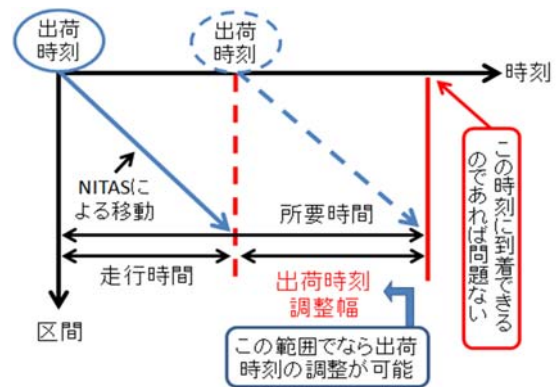 出荷
時刻
出荷
時刻
時刻
NITASに
よる移動
所要時間
走行時間
出荷時刻
調整幅
区間
この範囲でなら出荷
時刻の調整が可能
この時刻に到着できる
のであれば問題ない